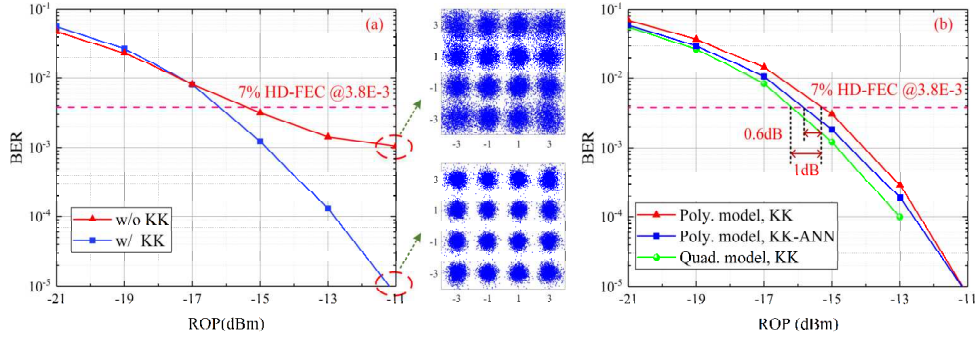 10⁻¹
(a)
10⁻²
7% HD-FEC @3.8E-3
BER
10⁻³
10⁻⁴
w/o KK
w/ KK
10⁻⁵
-21 -19 -17 -15 -13 -11
ROP(dBm)
3
1
-1
-3
3
1
-1
-3
-3 -1 1 3
10⁻¹
(b)
10⁻²
7% HD-FEC @3.8E-3
BER
0.6dB
10⁻³
1dB
10⁻⁴
Poly. model, KK
Poly. model, KK-ANN
Quad. model, KK
10⁻⁵
-21 -19 -17 -15 -13 -11
ROP (dBm)